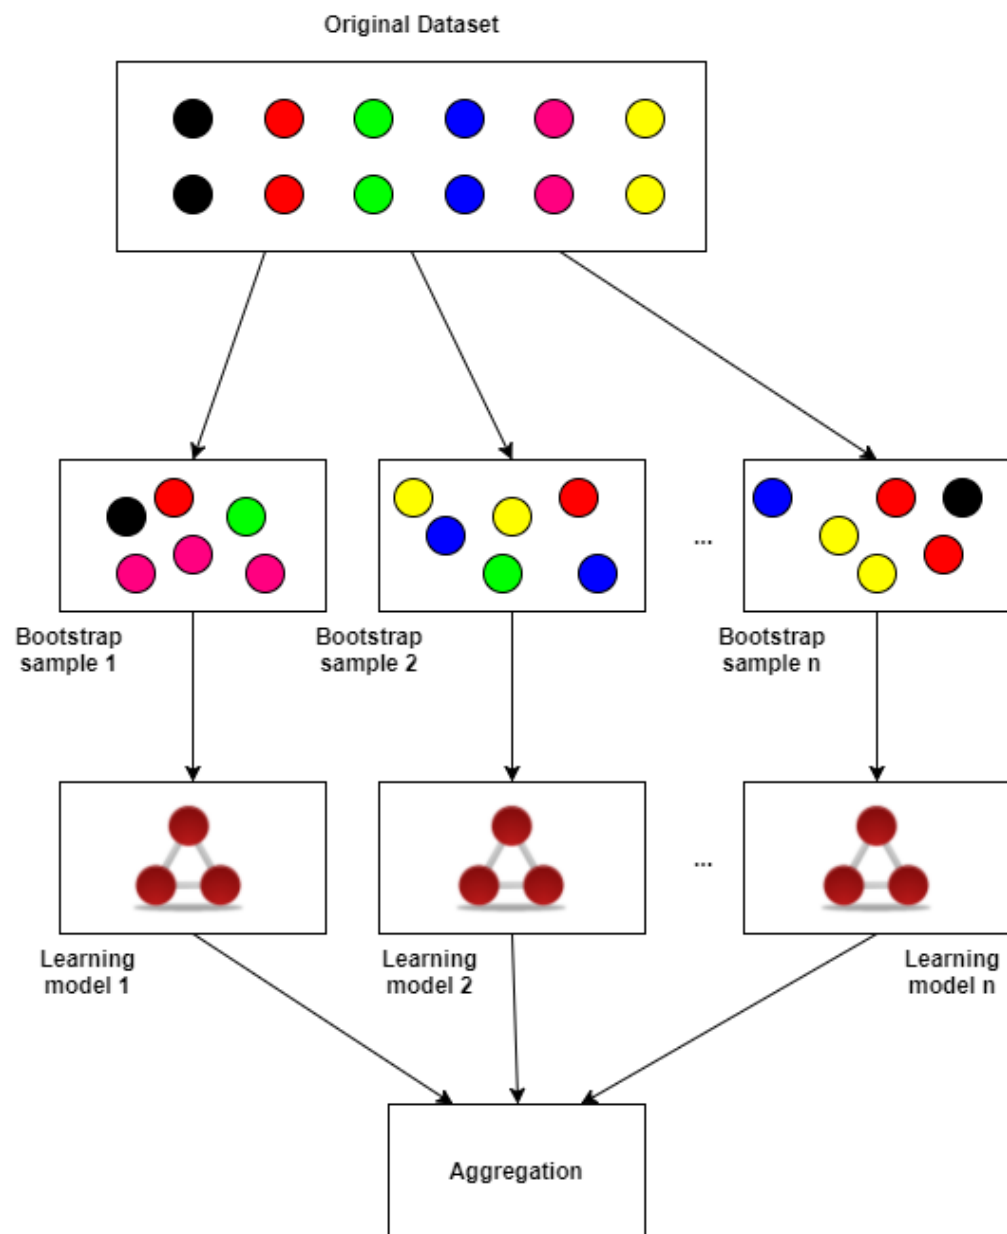 Original Dataset
...
Bootstrap
sample 1
Bootstrap
sample 2
Bootstrap
sample n
...
Learning
model 1
Learning
model 2
Learning
model n
Aggregation